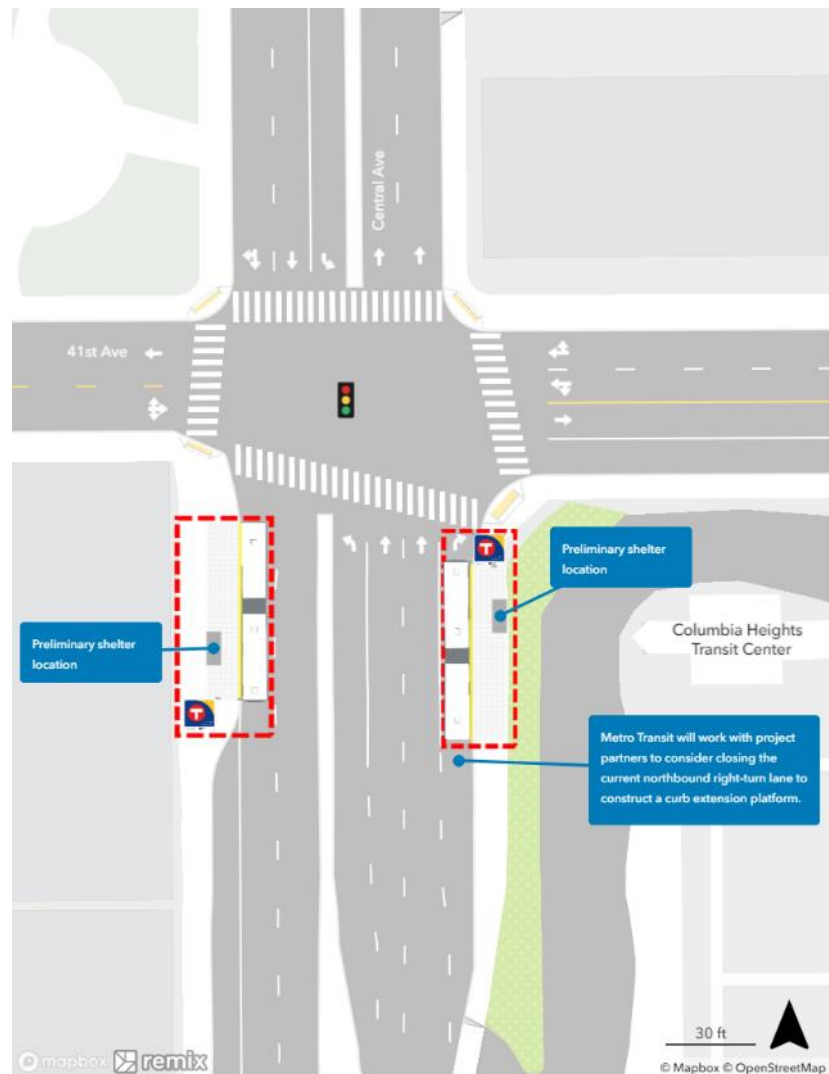 Central Ave
41st Ave
Preliminary shelter
location
Preliminary shelter
location
Columbia Heights
Transit Center
Metro Transit will work with project
partners to consider closing the
current northbound right-turn lane to
construct a curb extension platform.
T
T
30 ft
mapbox remix
© Mapbox © OpenStreetMap